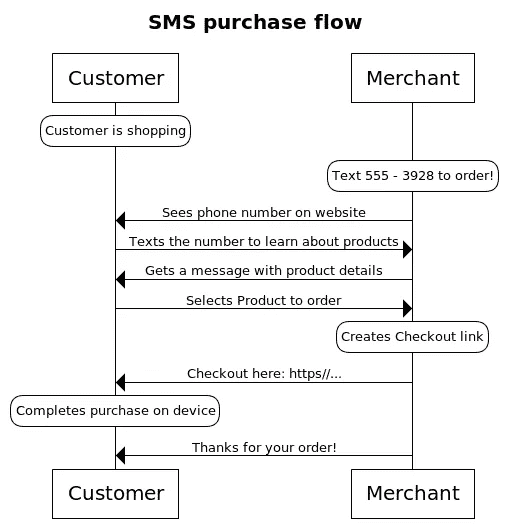 SMS purchase flow
Customer
Merchant
Customer is shopping
Text 555 - 3928 to order!
Sees phone number on website
Texts the number to learn about products
Gets a message with product details
Selects Product to order
Creates Checkout link
Checkout here: https//...
Completes purchase on device
Thanks for your order!
Customer
Merchant